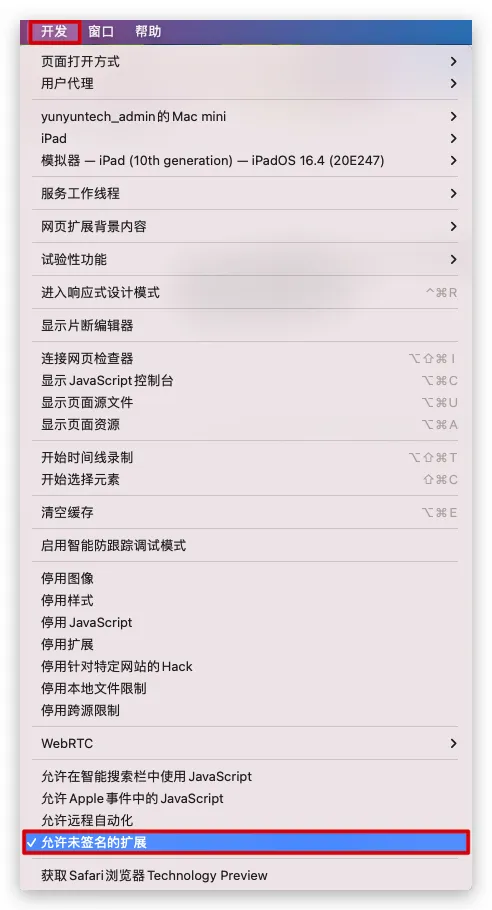 开发 窗口 帮助
页面打开方式
用户代理
yunyuntech_admin的Mac mini
iPad
模拟器 — iPad (10th generation) — iPadOS 16.4 (20E247)
服务工作线程
网页扩展背景内容
试验性功能
进入响应式设计模式 ^⌘R
显示片断编辑器
连接网页检查器 ⌥⇧⌘I
显示 JavaScript 控制台 ⌥⌘C
显示页面源文件 ⌥⌘U
显示页面资源 ⌥⌘A
开始时间线录制 ⌥⇧⌘T
开始选择元素 ⇧⌘C
清空缓存 ⌥⌘E
启用智能防跟踪调试模式
停用图像
停用样式
停用 JavaScript
停用扩展
停用针对特定网站的 Hack
停用本地文件限制
停用跨源限制
WebRTC
允许在智能搜索栏中使用 JavaScript
允许 Apple 事件中的 JavaScript
允许远程自动化
✓ 允许未签名的扩展
获取 Safari 浏览器 Technology Preview